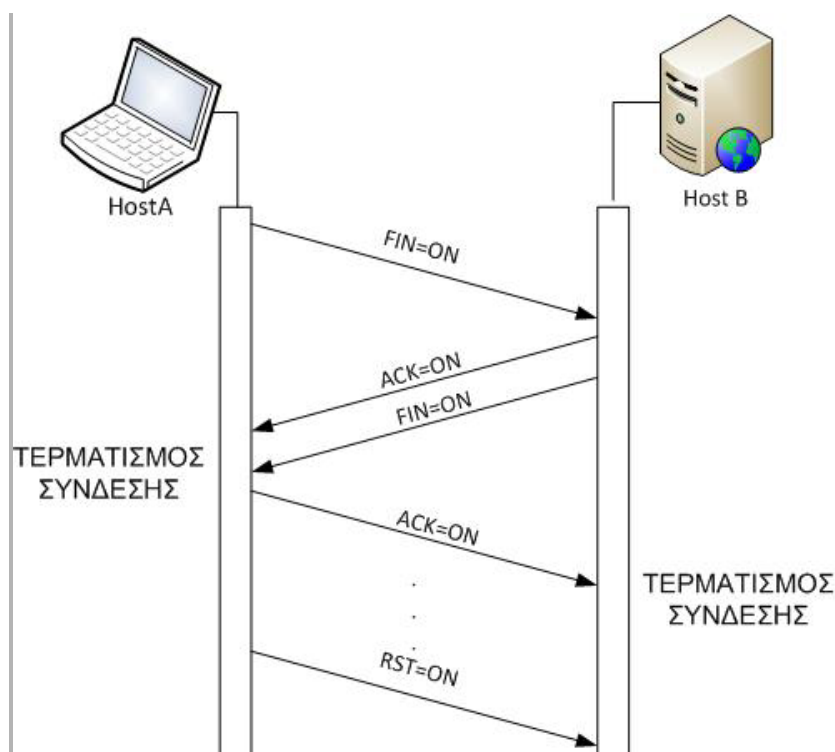 HostA
Host B
FIN=ON
ACK=ON
FIN=ON
ΤΕΡΜΑΤΙΣΜΟΣ
ΣΥΝΔΕΣΗΣ
ACK=ON
ΤΕΡΜΑΤΙΣΜΟΣ
ΣΥΝΔΕΣΗΣ
RST=ON